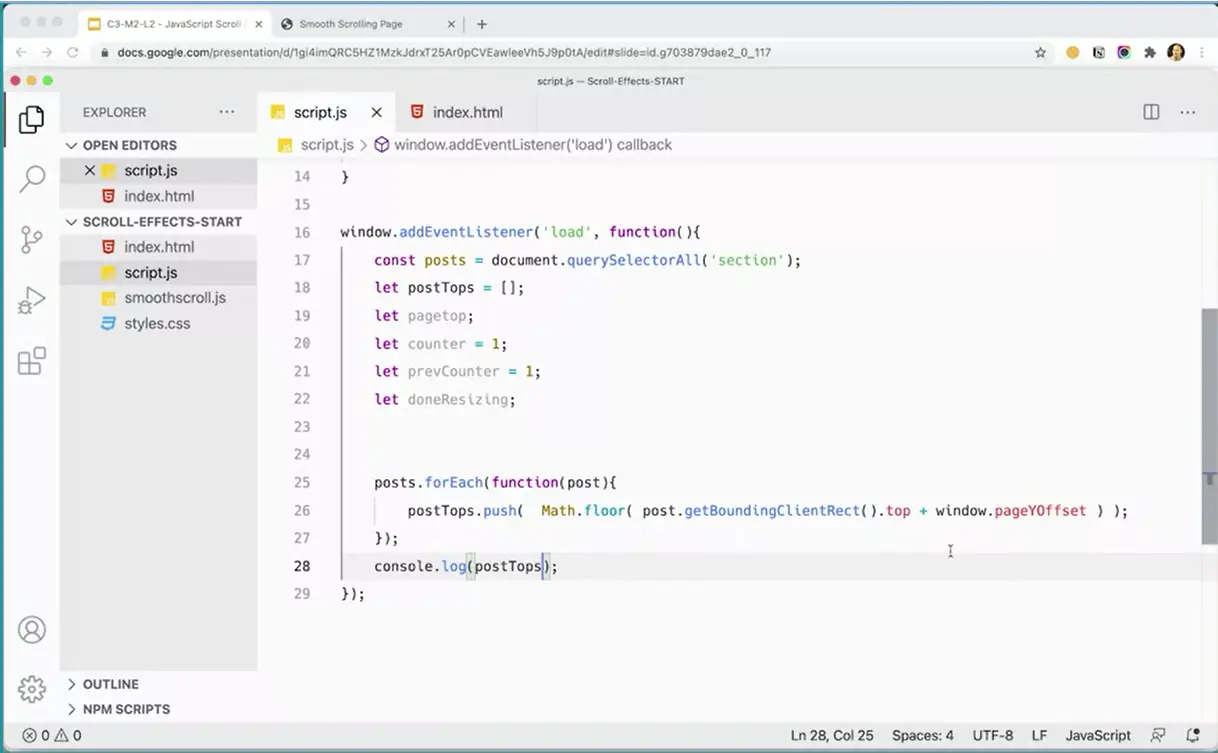 C3-M2-L2 - JavaScript Scroll
Smooth Scrolling Page
docs.google.com/presentation/d/1gi4imQRC5HZ1MzkJdrxT25Ar0pCVEawleeVh5J9p0tA/edit#slide=id.g703879dae2_0_117
script.js — Scroll-Effects-START
EXPLORER
script.js
index.html
OPEN EDITORS
script.js > window.addEventListener('load') callback
script.js
index.html
SCROLL-EFFECTS-START
index.html
script.js
smoothscroll.js
styles.css
14 }
15
16 window.addEventListener('load', function(){
17 const posts = document.querySelectorAll('section');
18 let postTops = [];
19 let pagetop;
20 let counter = 1;
21 let prevCounter = 1;
22 let doneResizing;
23
24
25 posts.forEach(function(post){
26 postTops.push(  Math.floor( post.getBoundingClientRect().top + window.pageYOffset ) );
27 });
28 console.log(postTops);
29 });
OUTLINE
NPM SCRIPTS
0 0
Ln 28, Col 25 Spaces: 4 UTF-8 LF JavaScript